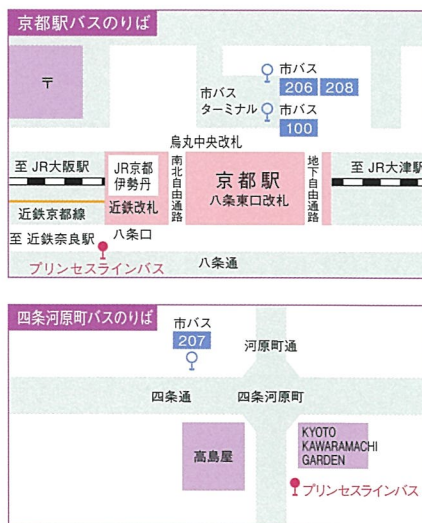 京都駅バスのりば
〒
市バス
206 208
市バス
ターミナル
市バス
100
烏丸中央改札
至 JR大阪駅
JR京都
伊勢丹
南北自由通路
京都駅
八条東口改札
地下自由通路
至 JR大津駅
近鉄京都線
近鉄改札
至 近鉄奈良駅
八条口
プリンセスラインバス
八条通
四条河原町バスのりば
市バス
207
河原町通
四条通
四条河原町
高島屋
KYOTO
KAWARAMACHI
GARDEN
プリンセスラインバス